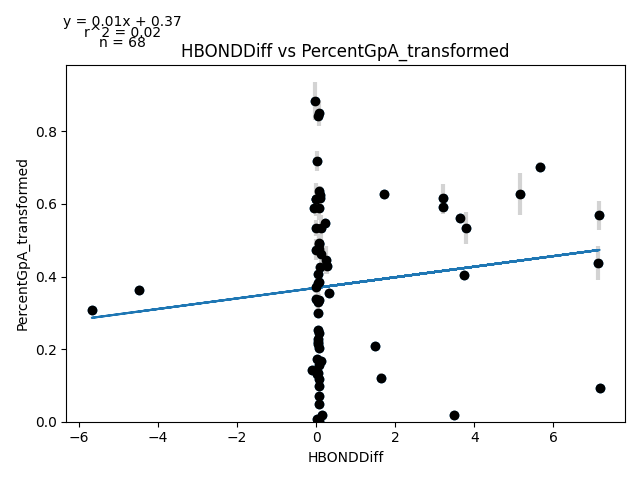 y = 0.01x + 0.37
r^2 = 0.02
n = 68
HBONDDiff vs PercentGpA_transformed
PercentGpA_transformed
0.8
0.6
0.4
0.2
0.0
−6 −4 −2 0 2 4 6
HBONDDiff